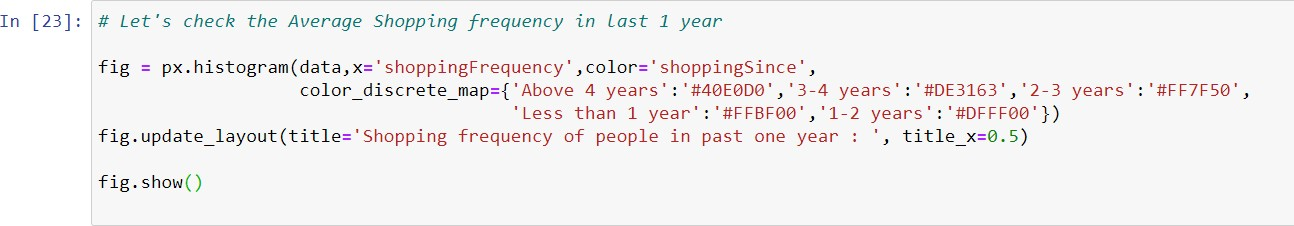 In [23]: # Let's check the Average Shopping frequency in last 1 year
fig = px.histogram(data,x='shoppingFrequency',color='shoppingSince',
color_discrete_map={'Above 4 years':'#40E0D0','3-4 years':'#DE3163','2-3 years':'#FF7F50',
'Less than 1 year':'#FFBF00','1-2 years':'#DFFF00'})
fig.update_layout(title='Shopping frequency of people in past one year : ', title_x=0.5)
fig.show()